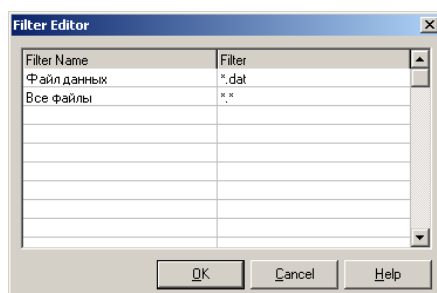 Filter Editor
Filter Name Filter
Файл данных *.dat
Все файлы *.*
OK Cancel Help